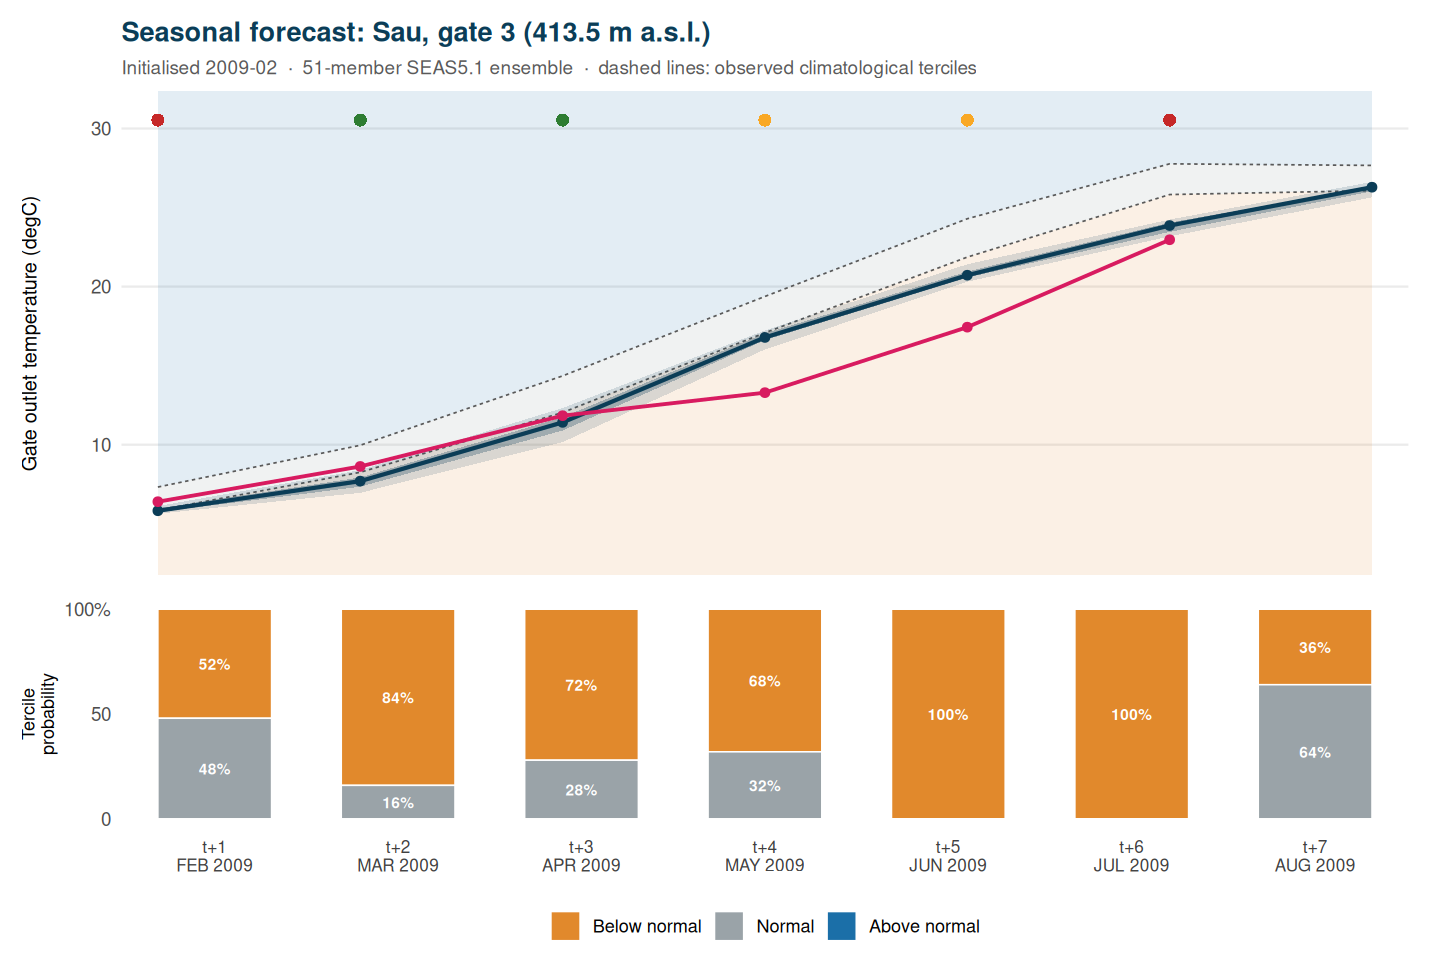 Seasonal forecast: Sau, gate 3 (413.5 m a.s.l.)
Initialised 2009-02 · 51-member SEAS5.1 ensemble · dashed lines: observed climatological terciles
Gate outlet temperature (degC)
30
20
10
Tercile
probability
100%
50
0
52%
48%
84%
16%
72%
28%
68%
32%
100%
100%
36%
64%
t+1
FEB 2009
t+2
MAR 2009
t+3
APR 2009
t+4
MAY 2009
t+5
JUN 2009
t+6
JUL 2009
t+7
AUG 2009
Below normal
Normal
Above normal